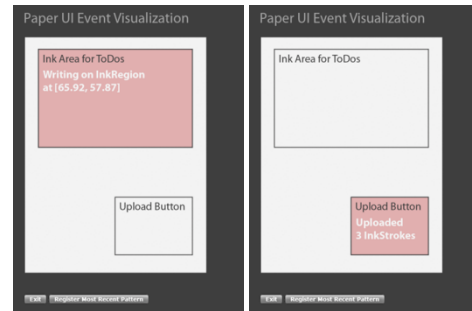 Paper UI Event Visualization
Ink Area for ToDos
Writing on InkRegion
at [65.92, 57.87]
Upload Button
Exit
Register Most Recent Pattern
Paper UI Event Visualization
Ink Area for ToDos
Upload Button
Uploaded
3 InkStrokes
Exit
Register Most Recent Pattern